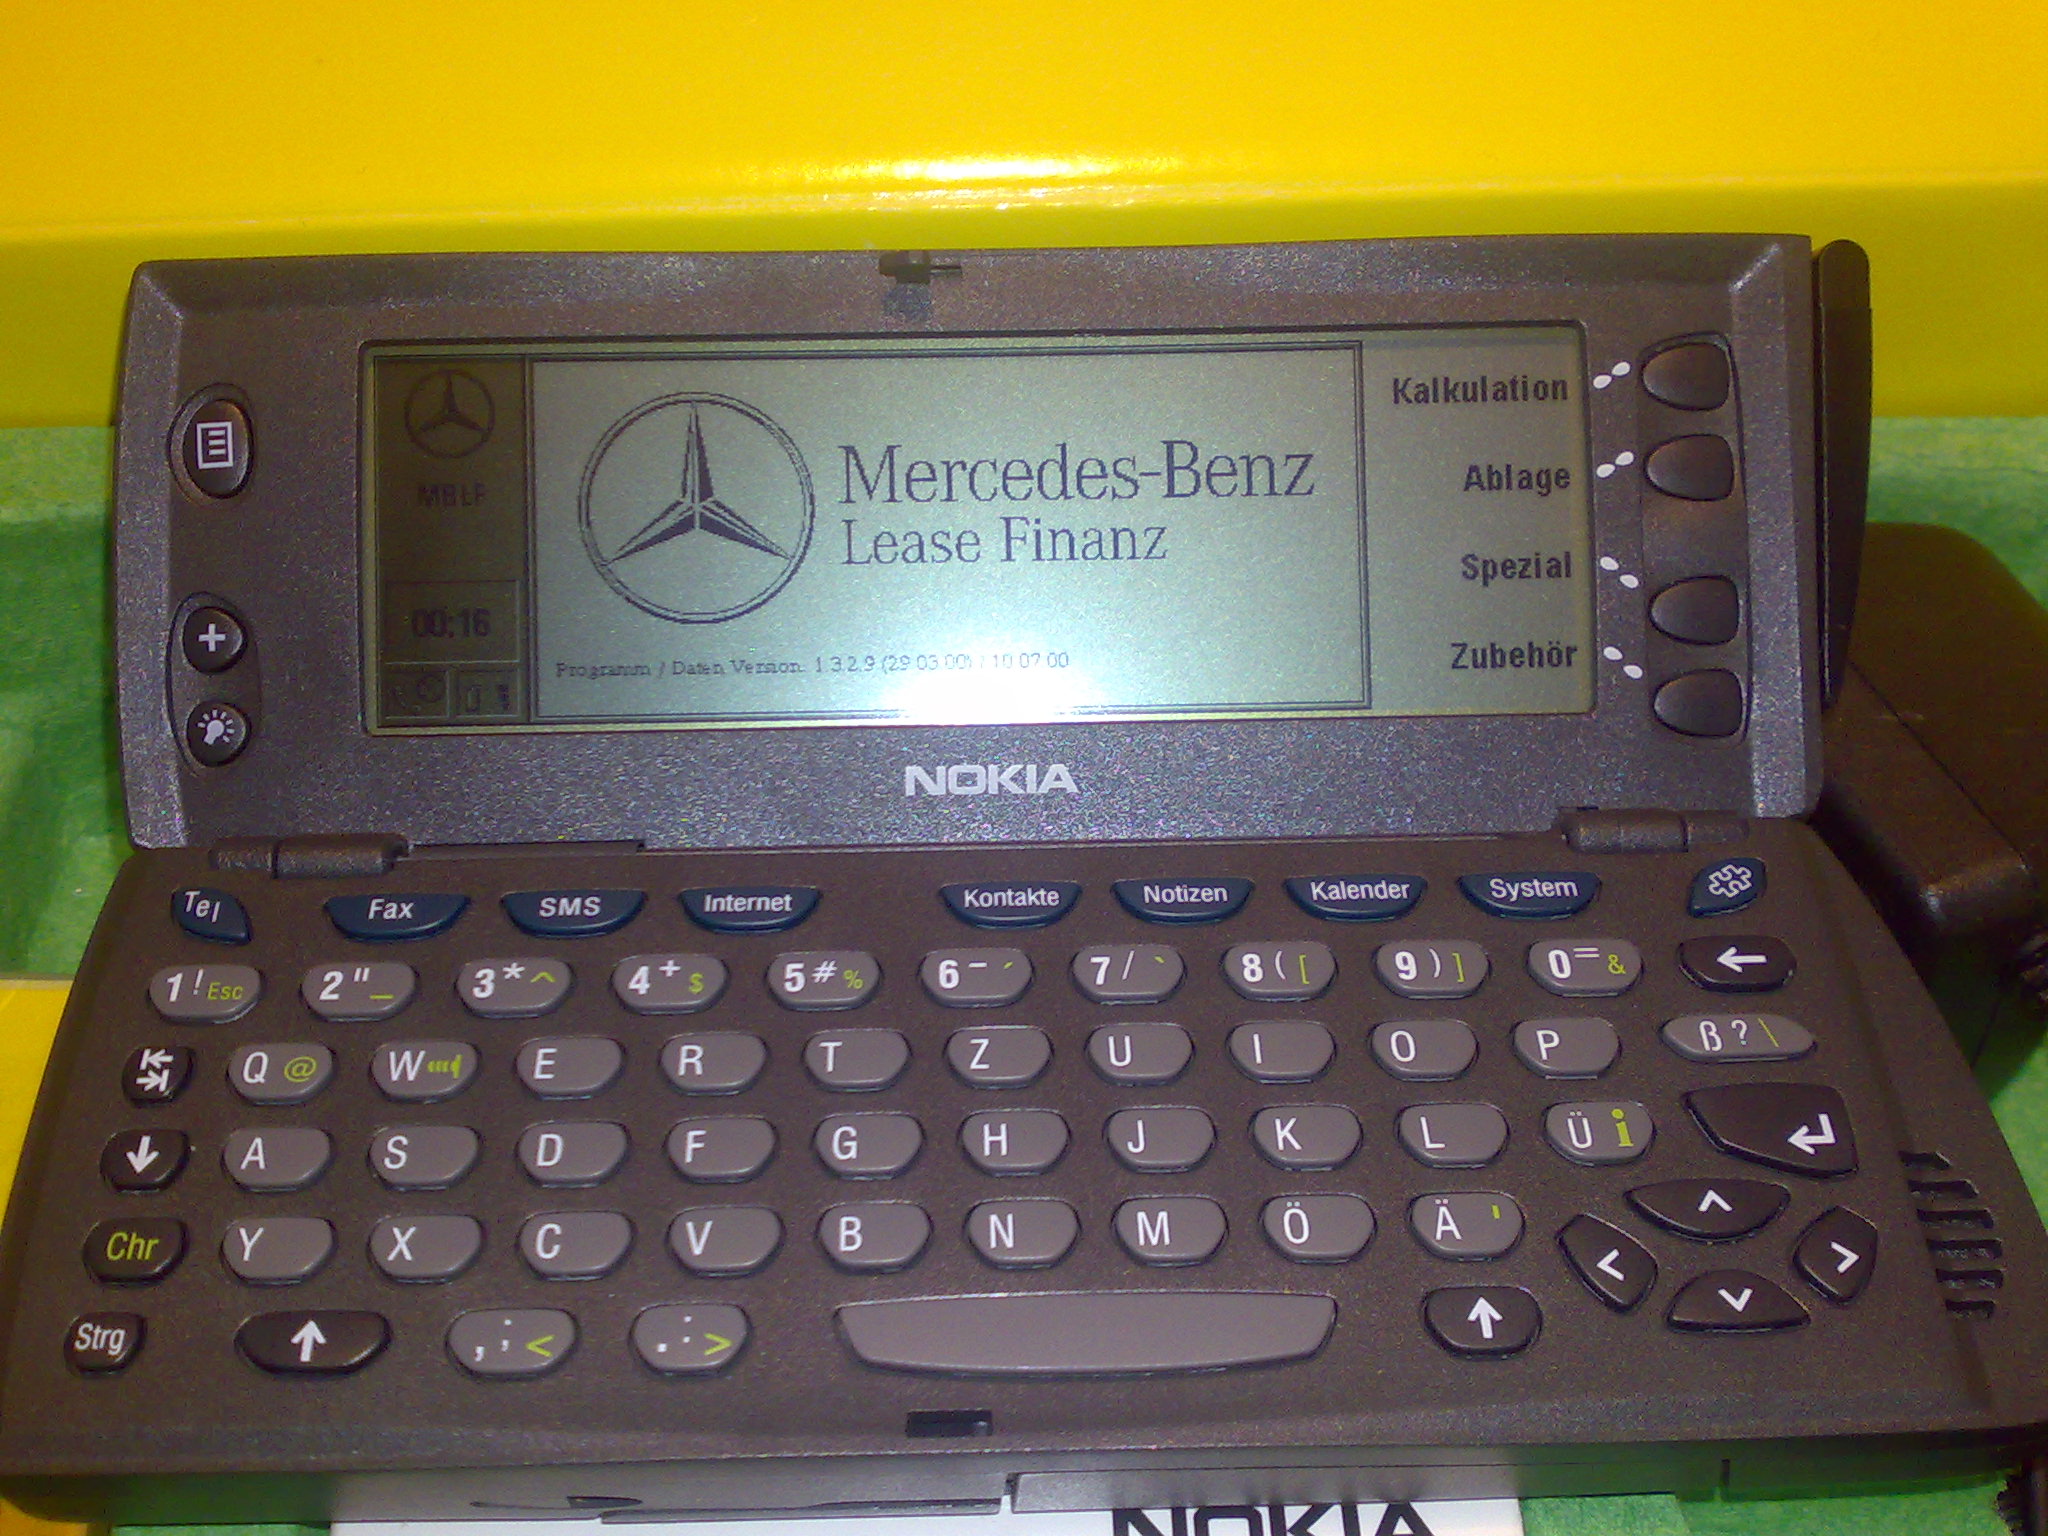 MBLF
00:16
Mercedes-Benz
Lease Finanz
Programm / Daten Version: 1.3.2.9 (29.03.00) / 10.07.00
Kalkulation
Ablage
Spezial
Zubehör
NOKIA
Tel Fax SMS Internet Kontakte Notizen Kalender System
1 ! Esc 2 " _ 3 * ^ 4 + $ 5 # % 6 - ´ 7 / ` 8 ( [ 9 ) ] 0 = & ←
Q @ W E R T Z U I O P ß ? \
A S D F G H J K L Ü i
Chr Y X C V B N M Ö Ä '
Strg , ; < . : >
NOKIA